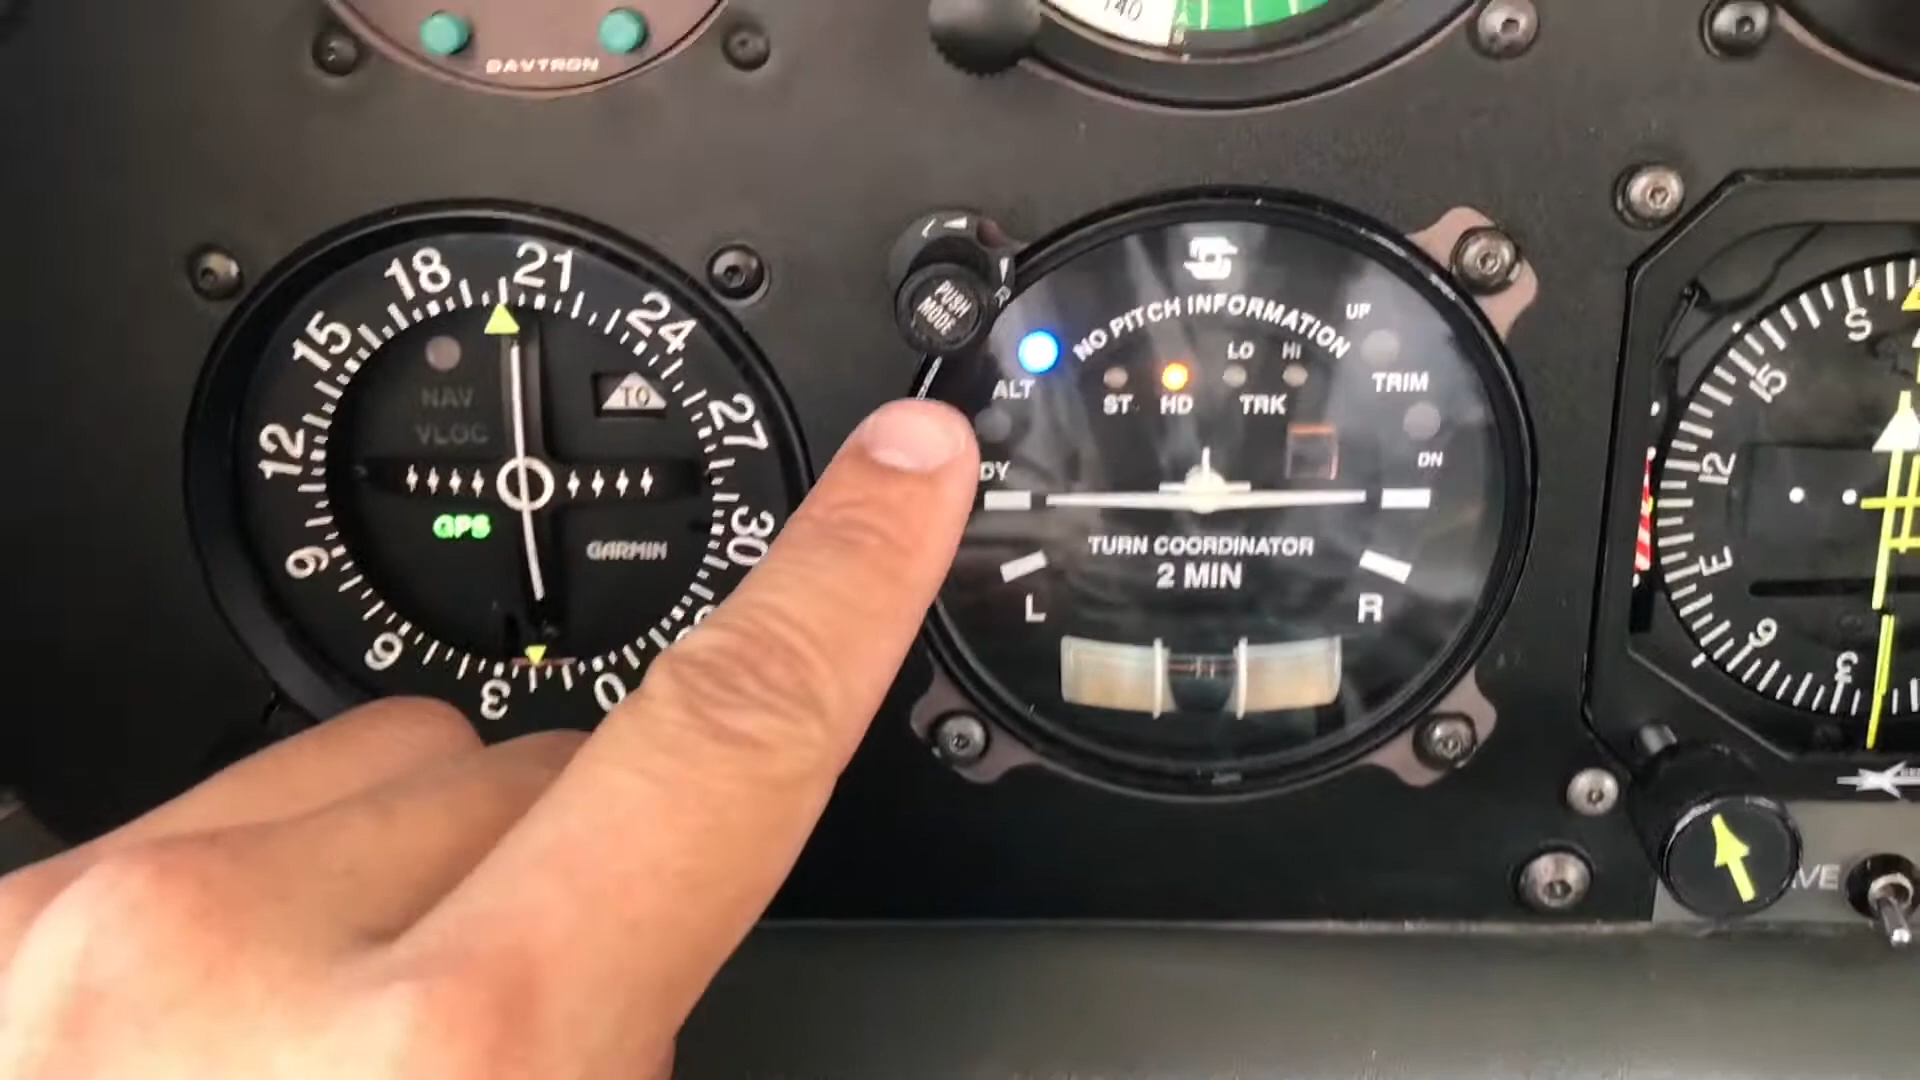 DAVTRON
140
18 21 24 27 30 0 3 6 9 12 15
NAV
VLOC
TO
GPS
GARMIN
PUSH
MODE
NO PITCH INFORMATION
UP
LO HI
ALT
ST HD TRK
TRIM
DY
DN
TURN COORDINATOR
2 MIN
L R
S 15 12 E 6 3